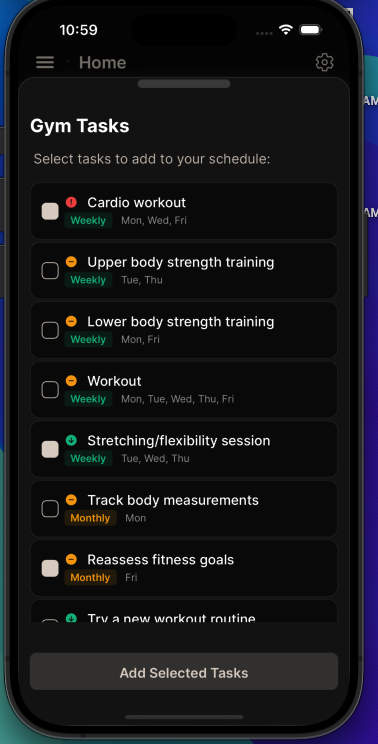 AM
10:59
Home
AM
Gym Tasks
Select tasks to add to your schedule:
Cardio workout
Weekly Mon, Wed, Fri
AM
Upper body strength training
Weekly Tue, Thu
Lower body strength training
Weekly Mon, Fri
Workout
Weekly Mon, Tue, Wed, Thu, Fri
Stretching/flexibility session
Weekly Tue, Wed, Thu
Track body measurements
Monthly Mon
Reassess fitness goals
Monthly Fri
Try a new workout routine
Add Selected Tasks